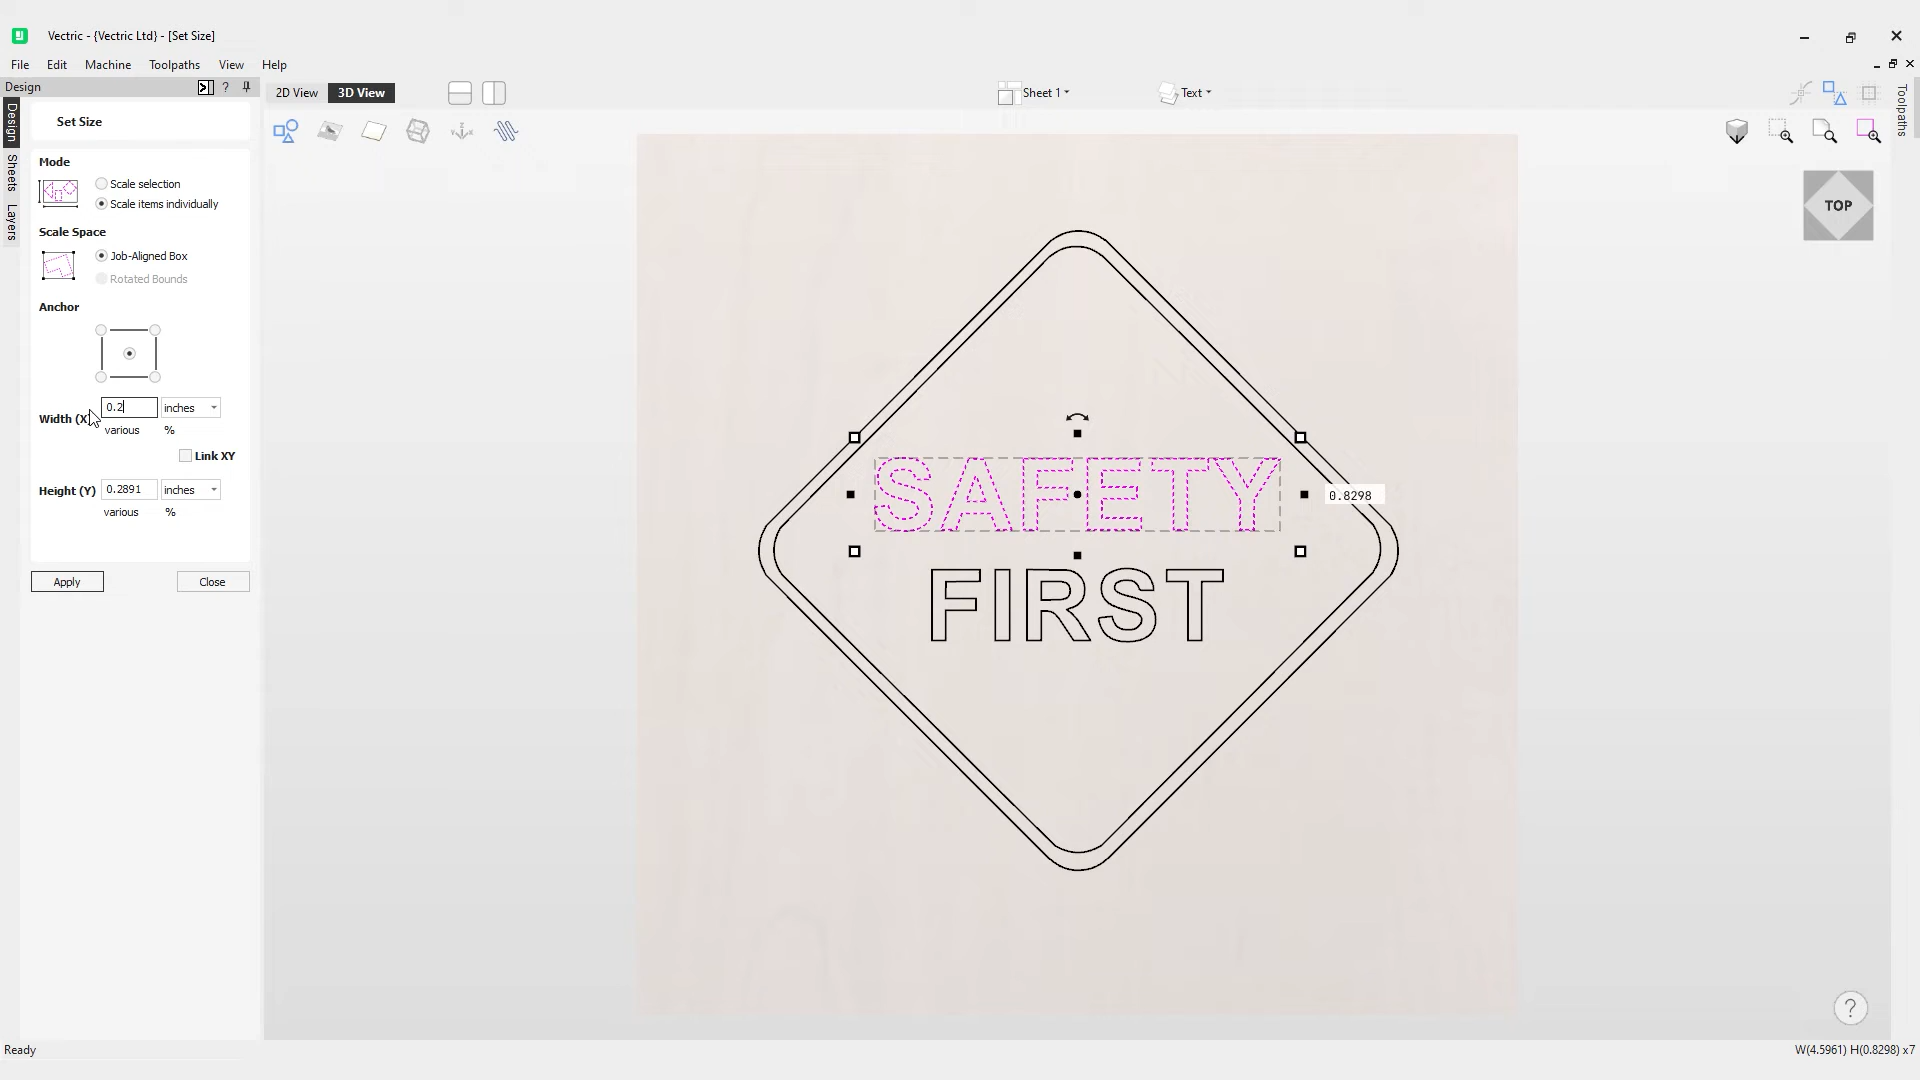 Vectric - {Vectric Ltd} - [Set Size]
File Edit Machine Toolpaths View Help
Design ?
2D View 3D View Sheet 1 Text
Design
Sheets
Layers
Toolpaths
Set Size
Mode
Scale selection
Scale items individually
Scale Space
Job-Aligned Box
Rotated Bounds
Anchor
Width (X) 0.2 inches
various %
Link XY
Height (Y) 0.2891 inches
various %
Apply Close
TOP
SAFETY
0.8298
FIRST
?
Ready W(4.5961) H(0.8298) x7